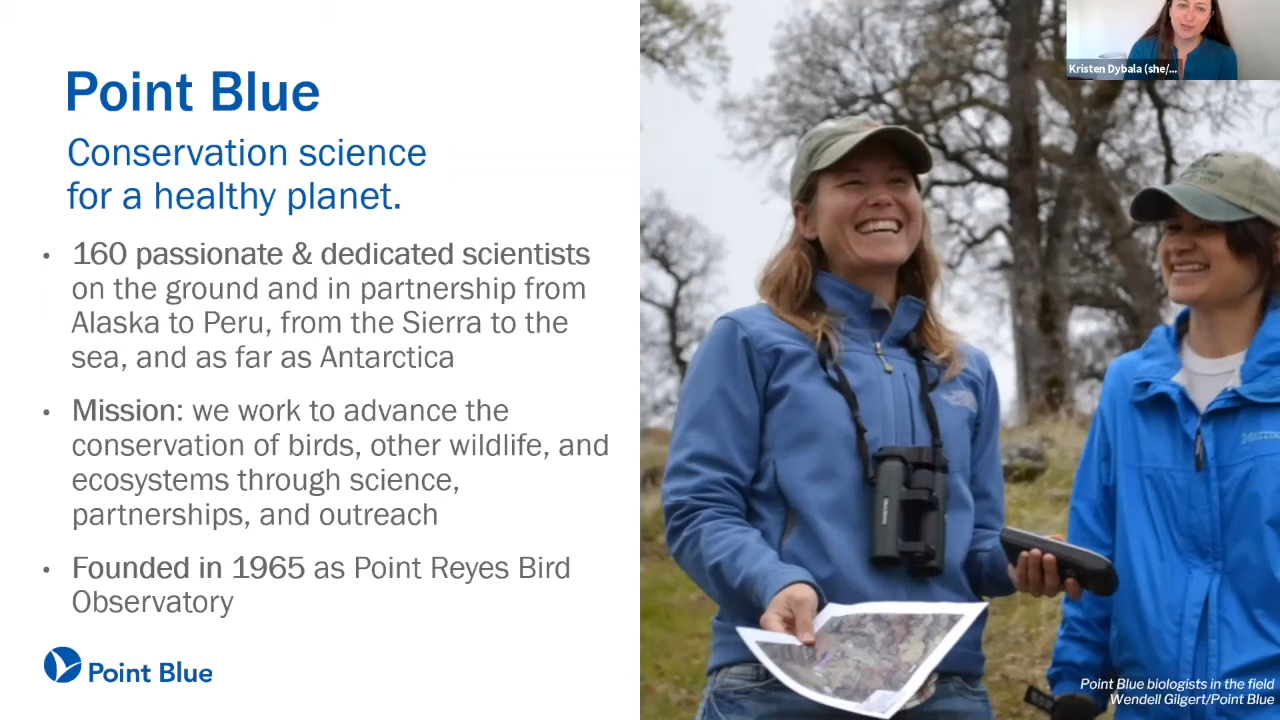 Point Blue
Conservation science
for a healthy planet.
• 160 passionate & dedicated scientists
on the ground and in partnership from
Alaska to Peru, from the Sierra to the
sea, and as far as Antarctica
• Mission: we work to advance the
conservation of birds, other wildlife, and
ecosystems through science,
partnerships, and outreach
• Founded in 1965 as Point Reyes Bird
Observatory
Point Blue
Kristen Dybala (she/...
Point Blue biologists in the field
Wendell Gilgert/Point Blue